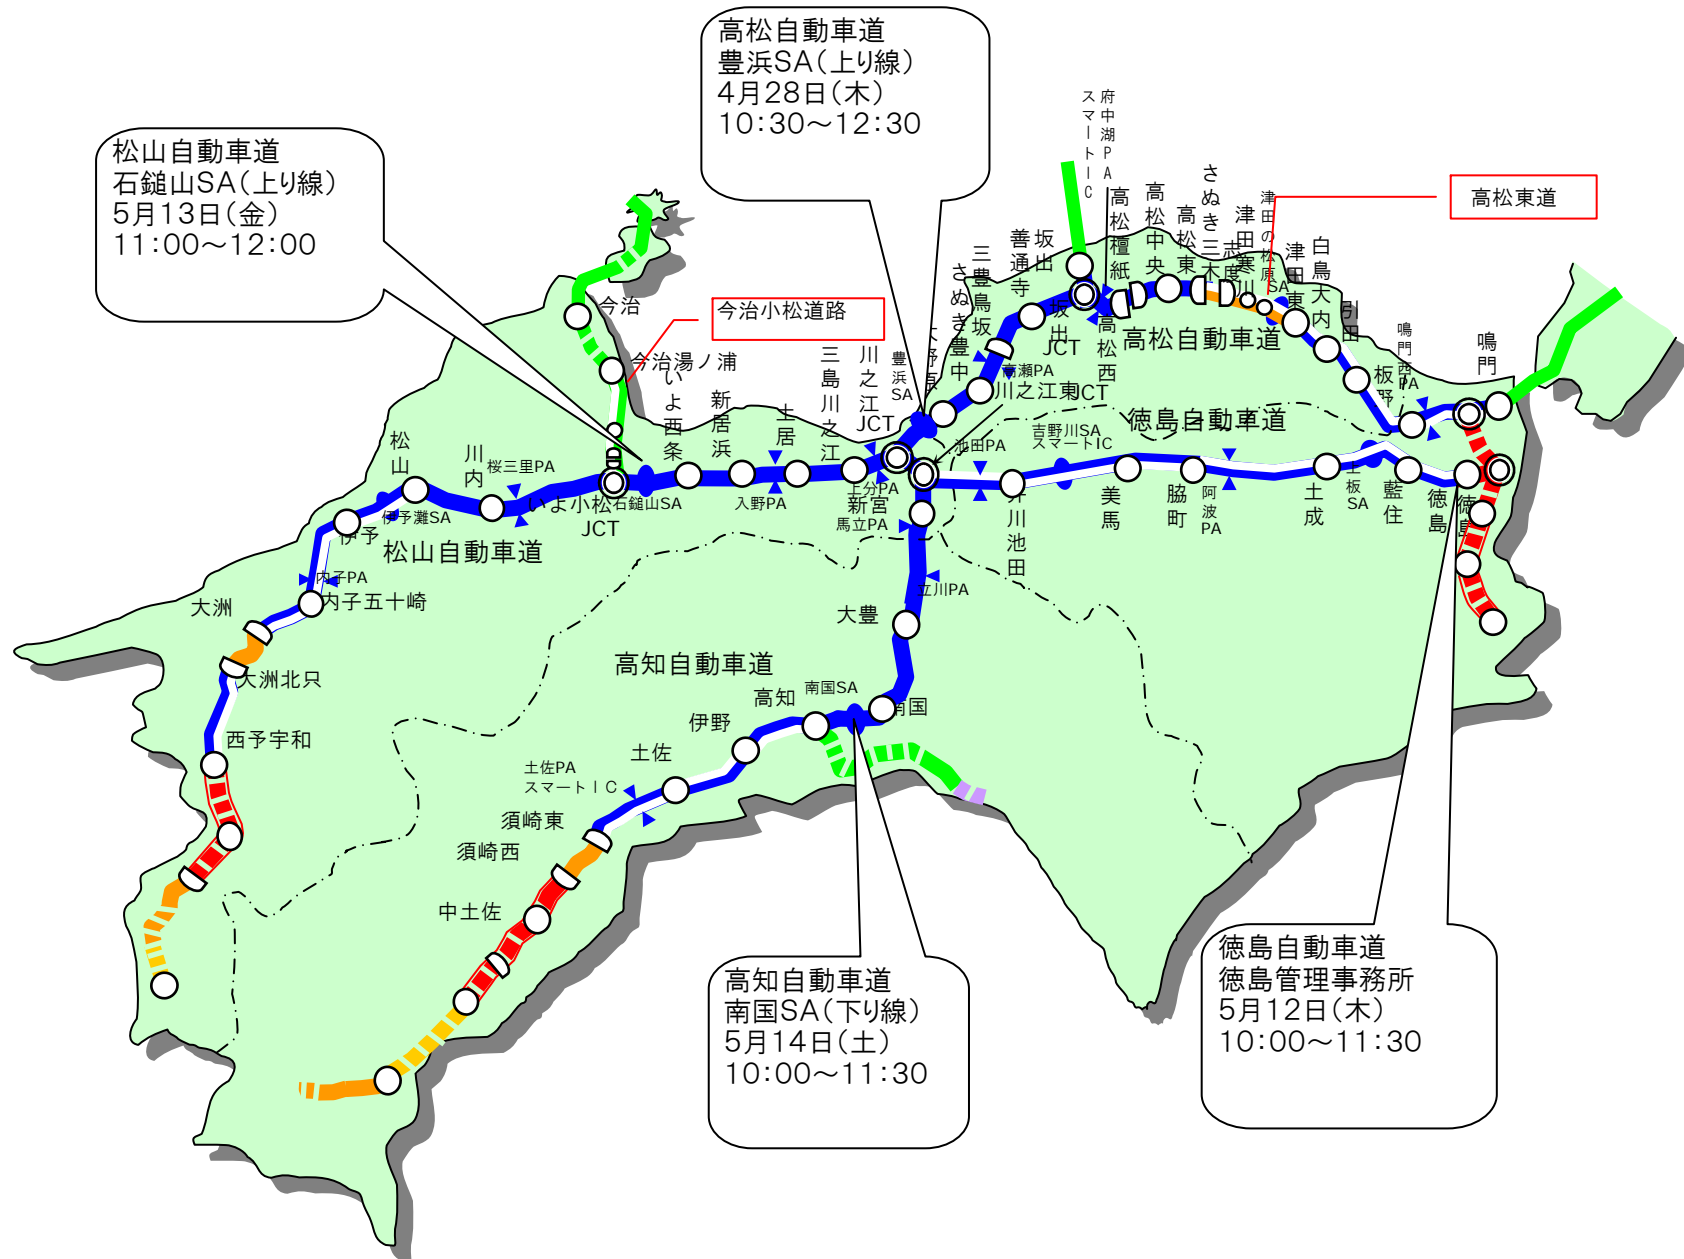 高松自動車道
豊浜SA(上り線)
4月28日(木)
10:30～12:30
松山自動車道
石鎚山SA(上り線)
5月13日(金)
11:00～12:00
高松東道
今治小松道路
府中湖PA
スマートIC
高松檀紙
高松中央
高松東
さぬき三木
志度
津田寒川
津田の松原SA
津田東
白鳥大内
引田
板野
鳴門西PA
鳴門
坂出
善通寺
三豊鳥坂
さぬき豊中
大野原
豊浜SA
坂出JCT
高松西
高松自動車道
高瀬PA
川之江東JCT
川之江JCT
三島川之江
土居
新居浜
いよ西条
今治
今治湯ノ浦
松山
川内
桜三里PA
いよ小松JCT
石鎚山SA
入野PA
上分PA
新宮
馬立PA
立川PA
大豊
徳島自動車道
吉野川SA
スマートIC
池田PA
井川池田
美馬
脇町
阿波PA
土成
上板SA
藍住
徳島
徳島
伊予灘SA
伊予
松山自動車道
内子PA
内子五十崎
大洲
大洲北只
西予宇和
高知自動車道
南国SA
南国
高知
伊野
土佐
土佐PA
スマートIC
須崎東
須崎西
中土佐
高知自動車道
南国SA(下り線)
5月14日(土)
10:00～11:30
徳島自動車道
徳島管理事務所
5月12日(木)
10:00～11:30